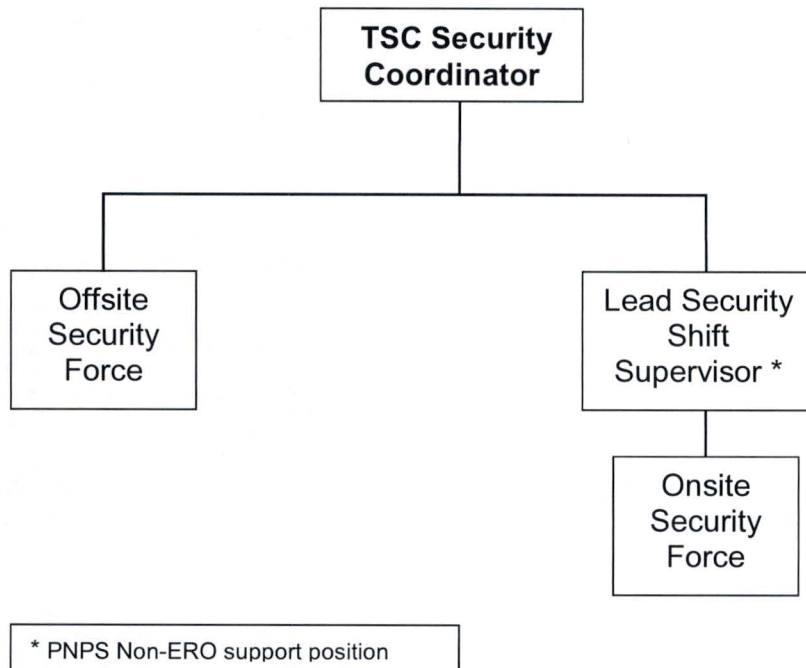 TSC Security
Coordinator
Offsite
Security
Force
Lead Security
Shift
Supervisor *
Onsite
Security
Force
* PNPS Non-ERO support position